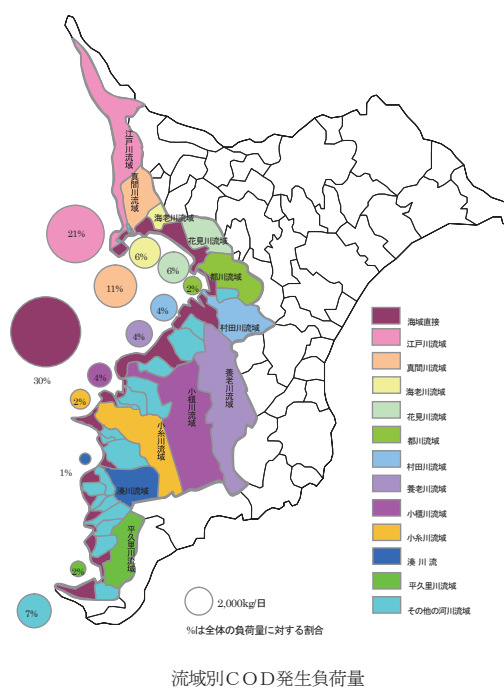 江戸川流域
真間川流域
海老川流域
花見川流域
都川流域
村田川流域
養老川流域
小櫃川流域
小糸川流域
湊川流域
平久里川流域
21%
6%
6%
11%
2%
4%
4%
30%
4%
2%
1%
2%
7%
海域直接
江戸川流域
真間川流域
海老川流域
花見川流域
都川流域
村田川流域
養老川流域
小櫃川流域
小糸川流域
湊 川 流
平久里川流域
その他の河川流域
2,000kg/日
%は全体の負荷量に対する割合
流域別ＣＯＤ発生負荷量